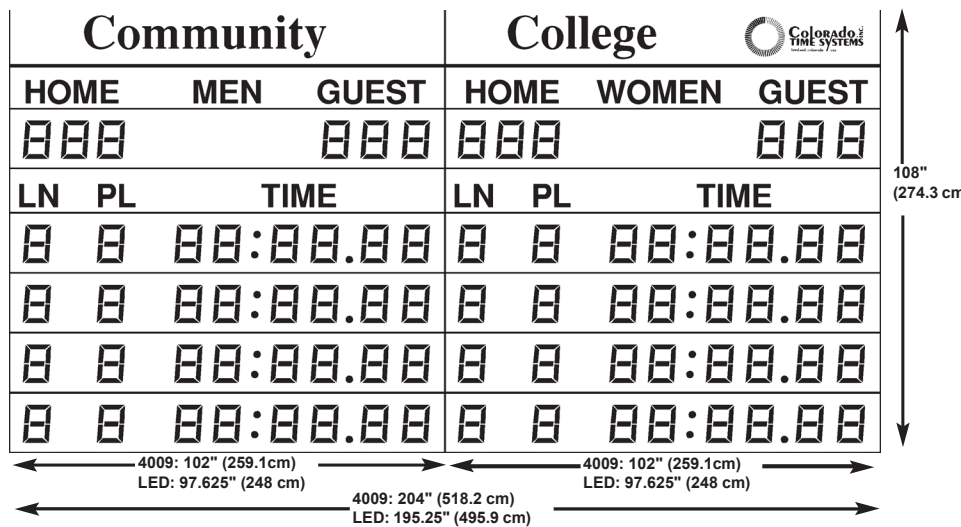 Community College Colorado INC.
TIME SYSTEMS
HOME MEN GUEST HOME WOMEN GUEST
888 888 888 888
108"
(274.3 cm
LN PL TIME LN PL TIME
8 8 88:88.88 8 8 88:88.88
8 8 88:88.88 8 8 88:88.88
8 8 88:88.88 8 8 88:88.88
8 8 88:88.88 8 8 88:88.88
4009: 102" (259.1cm) 4009: 102" (259.1cm)
LED: 97.625" (248 cm) LED: 97.625" (248 cm)
4009: 204" (518.2 cm)
LED: 195.25" (495.9 cm)